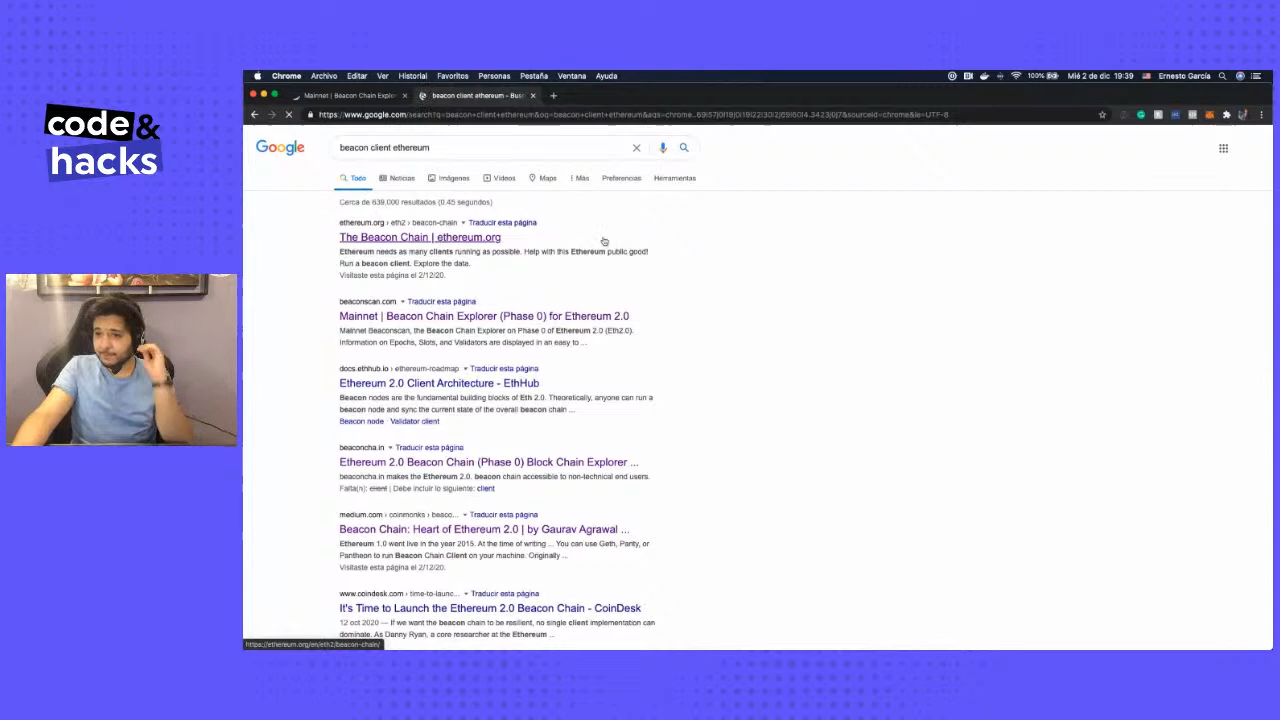 code&
hacks
Chrome Archivo Editar Ver Historial Favoritos Personas Pestaña Ventana Ayuda
100% Mié 2 de dic 19:39 Ernesto García
Mainnet | Beacon Chain Explor
beacon client ethereum - Bus
Google
beacon client ethereum
Todo Noticias Imágenes Videos Maps Más Preferencias Herramientas
Cerca de 639,000 resultados (0.45 segundos)
ethereum.org › eth2 › beacon-chain Traducir esta página
The Beacon Chain | ethereum.org
Ethereum needs as many clients running as possible. Help with this Ethereum public good!
Run a beacon client. Explore the data.
Visitaste esta página el 2/12/20.
beaconscan.com Traducir esta página
Mainnet | Beacon Chain Explorer (Phase 0) for Ethereum 2.0
Mainnet Beaconscan, the Beacon Chain Explorer on Phase 0 of Ethereum 2.0 (Eth2.0).
Information on Epochs, Slots, and Validators are displayed in an easy to ...
docs.ethhub.io › ethereum-roadmap Traducir esta página
Ethereum 2.0 Client Architecture - EthHub
Beacon nodes are the fundamental building blocks of Eth 2.0. Theoretically, anyone can run a
beacon node and sync the current state of the overall beacon chain ...
Beacon node · Validator client
beaconcha.in Traducir esta página
Ethereum 2.0 Beacon Chain (Phase 0) Block Chain Explorer ...
beaconcha.in makes the Ethereum 2.0. beacon chain accessible to non-technical end users.
Falta(n): client | Debe incluir lo siguiente: client
medium.com › coinmonks › beaco... Traducir esta página
Beacon Chain: Heart of Ethereum 2.0 | by Gaurav Agrawal ...
Ethereum 1.0 went live in the year 2015. At the time of writing ... You can use Geth, Parity, or
Pantheon to run Beacon Chain Client on your machine. Originally ...
Visitaste esta página el 2/12/20.
www.coindesk.com › time-to-launc... Traducir esta página
It's Time to Launch the Ethereum 2.0 Beacon Chain - CoinDesk
12 oct 2020 — If we want the beacon chain to be resilient, no single client implementation can
dominate. As Danny Ryan, a core researcher at the Ethereum ...
https://ethereum.org/en/eth2/beacon-chain/